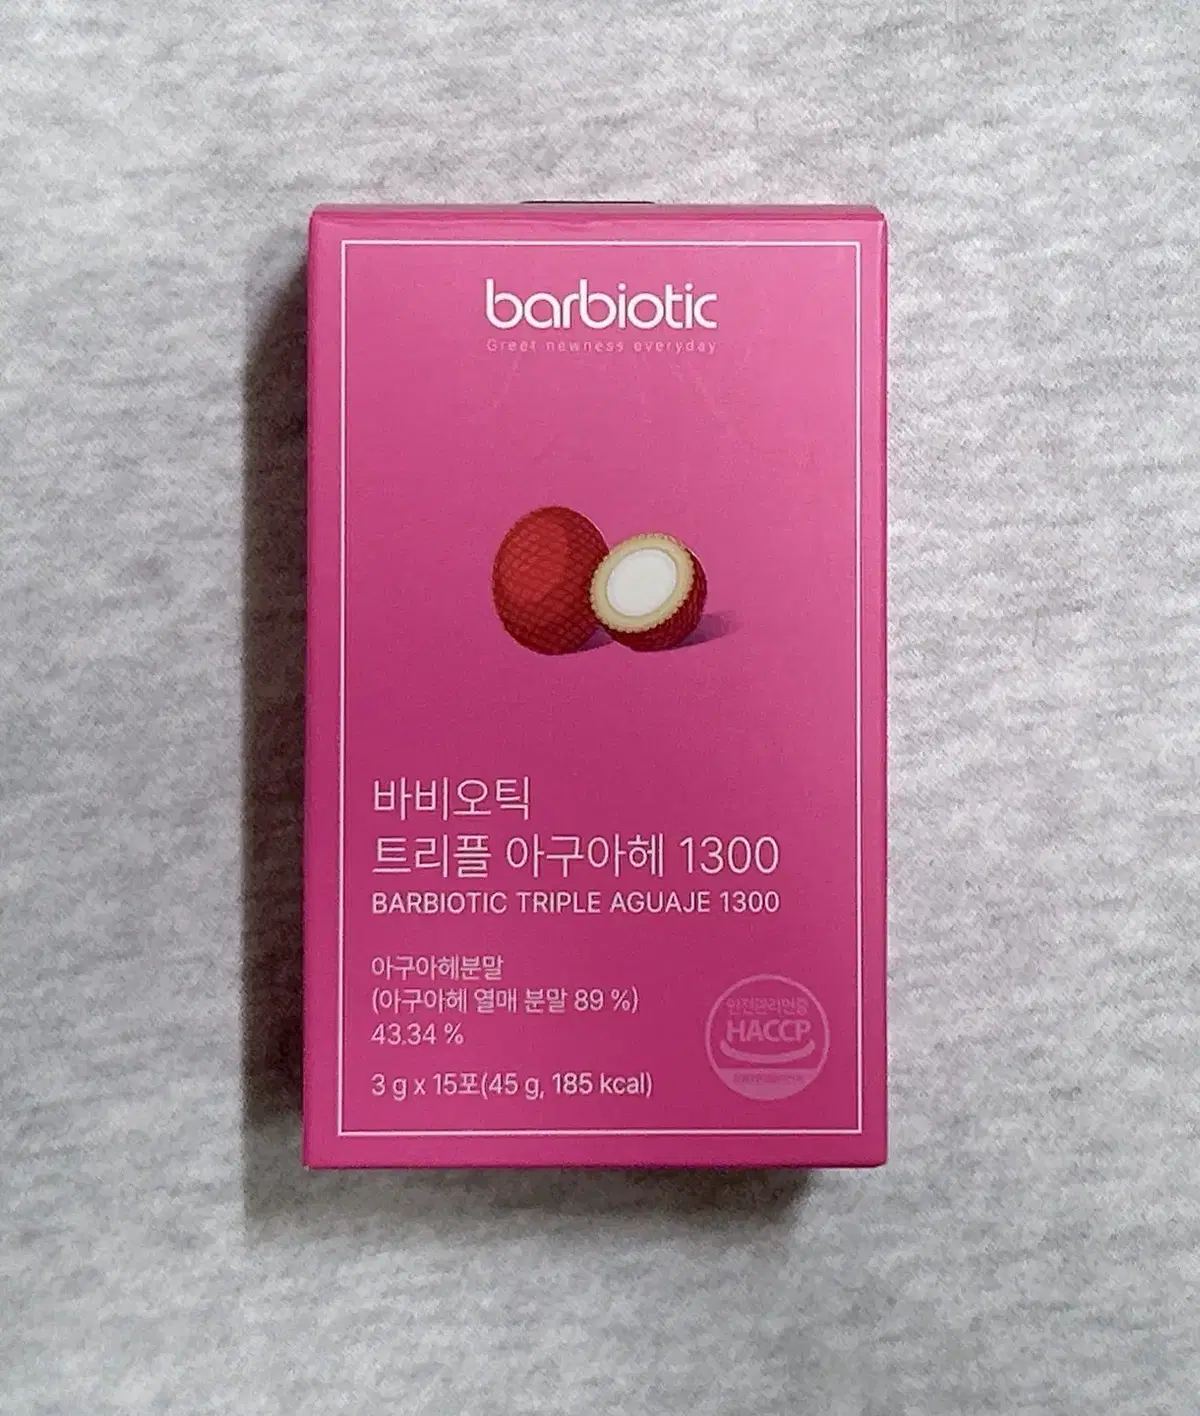 barbiotic
Greet newness everyday
바비오틱
트리플 아구아헤 1300
BARBIOTIC TRIPLE AGUAJE 1300
아구아헤분말
(아구아헤 열매 분말 89 %)
43.34 %
3 g x 15포(45 g, 185 kcal)
안전관리인증
HACCP